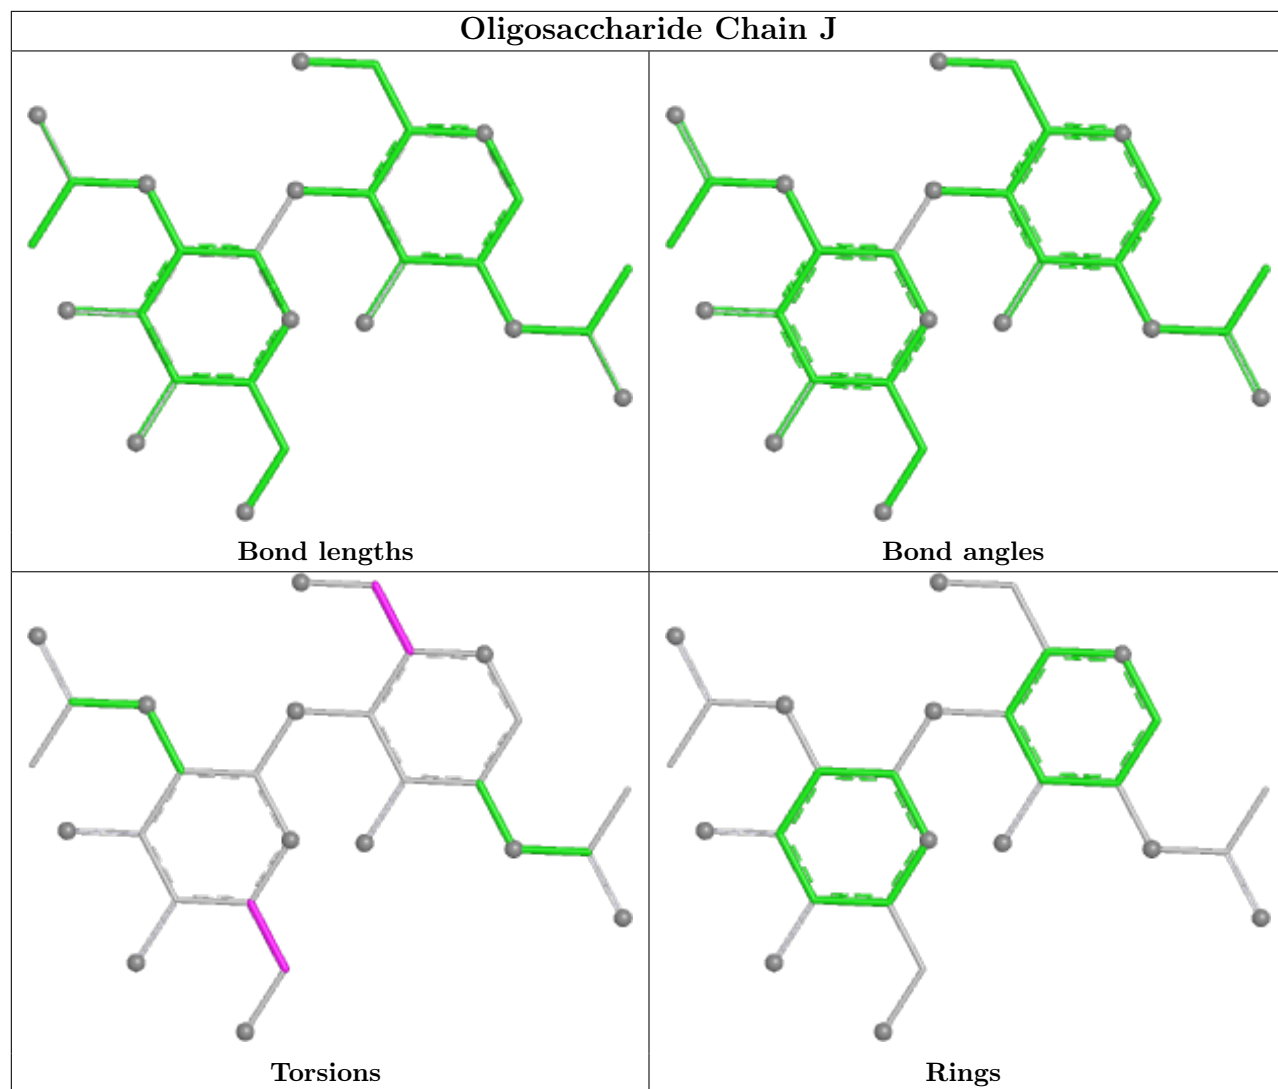 Oligosaccharide Chain J
Bond lengths
Bond angles
Torsions
Rings